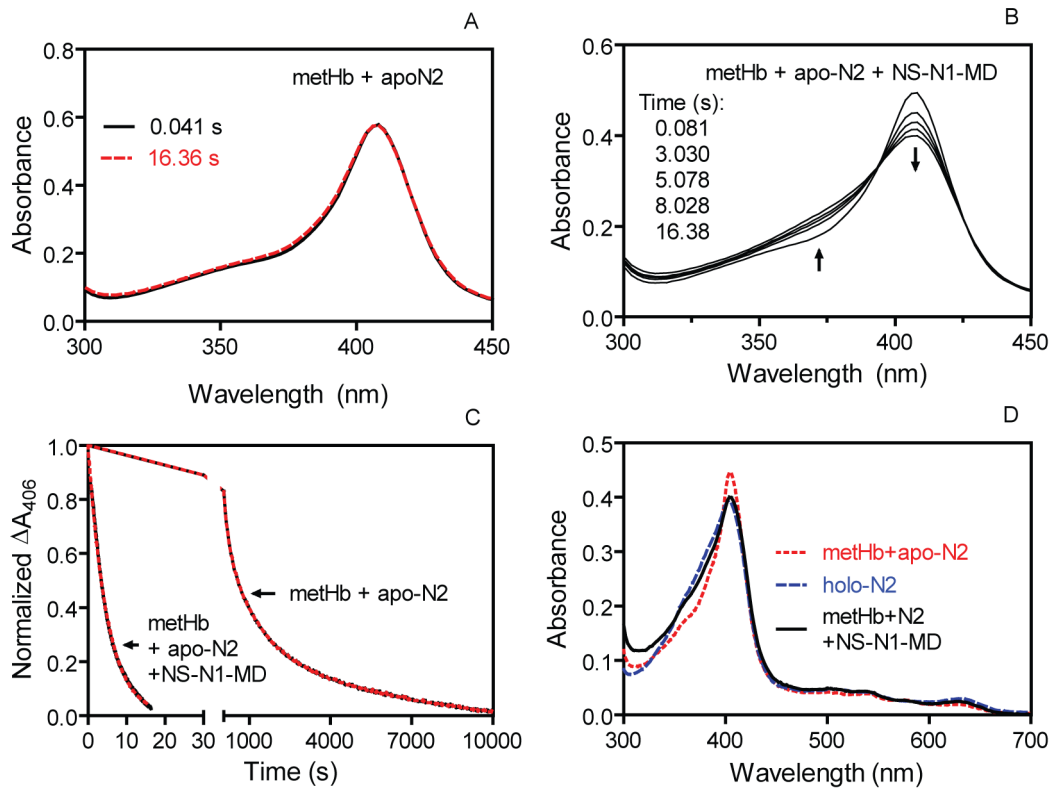 A
metHb + apoN2
0.041 s
16.36 s
Absorbance
0.8
0.6
0.4
0.2
0.0
300
350
400
450
Wavelength (nm)
B
metHb + apo-N2 + NS-N1-MD
Time (s):
0.081
3.030
5.078
8.028
16.38
Absorbance
0.6
0.4
0.2
0.0
300
350
400
450
Wavelength (nm)
C
Normalized ΔA406
1.0
0.8
0.6
0.4
0.2
0.0
metHb + apo-N2
metHb
+ apo-N2
+NS-N1-MD
0
10
20
30
1000
4000
7000
10000
Time (s)
D
Absorbance
0.5
0.4
0.3
0.2
0.1
0.0
metHb+apo-N2
holo-N2
metHb+N2
+NS-N1-MD
300
400
500
600
700
Wavelength (nm)